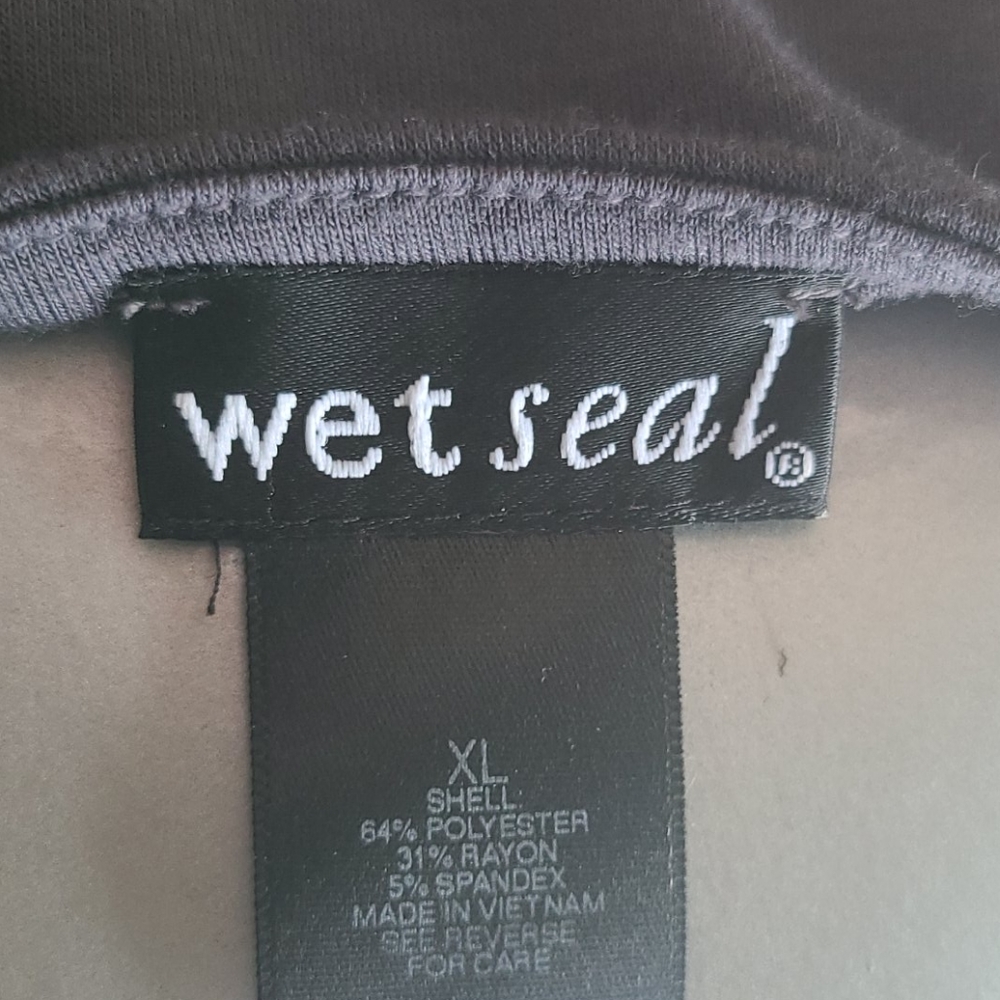 wet seal®
XL
SHELL:
64% POLYESTER
31% RAYON
5% SPANDEX
MADE IN VIETNAM
SEE REVERSE
FOR CARE